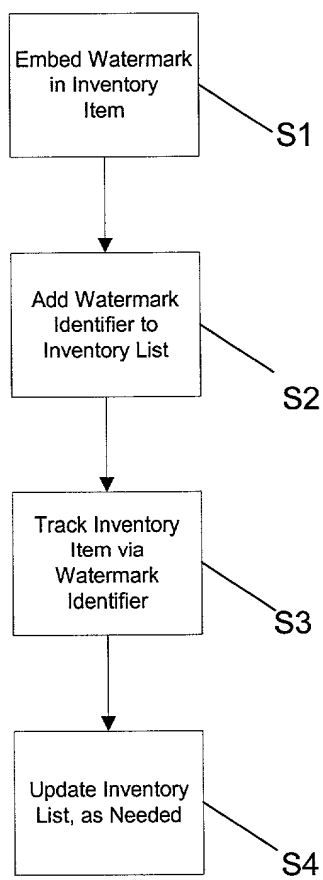 Embed Watermark
in Inventory
Item
S1
Add Watermark
Identifier to
Inventory List
S2
Track Inventory
Item via
Watermark
Identifier
S3
Update Inventory
List, as Needed
S4